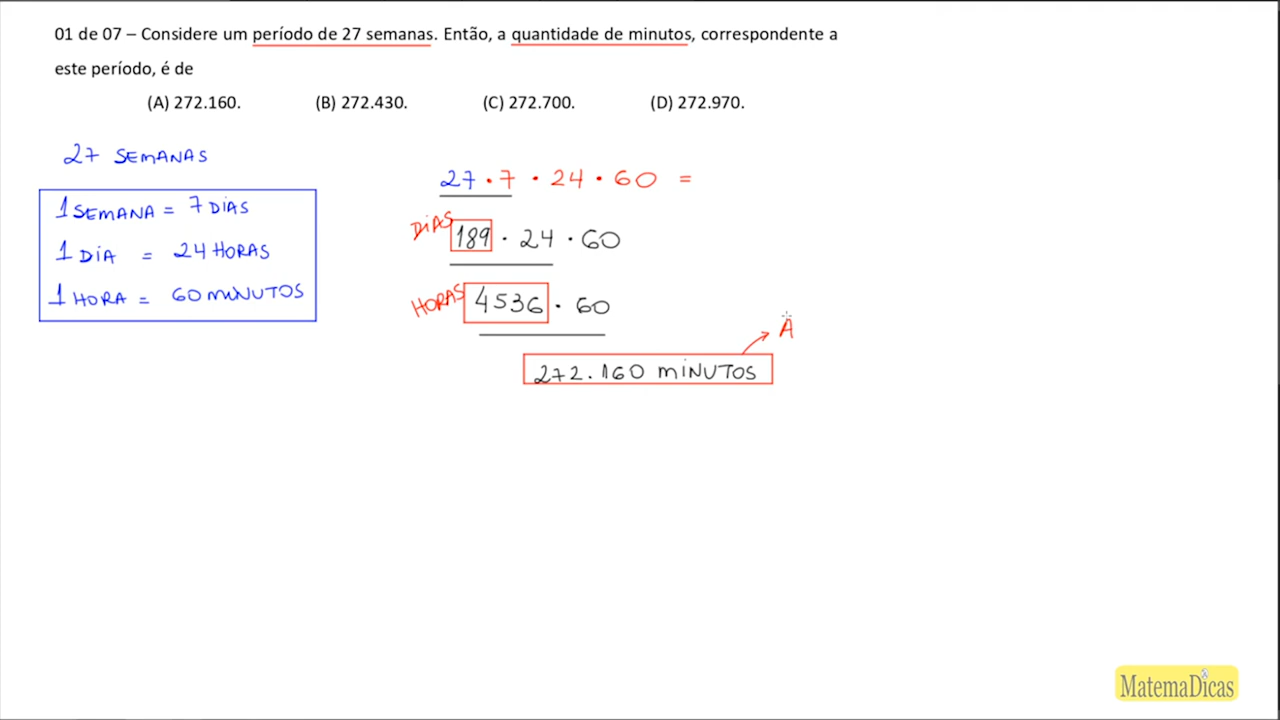 01 de 07 – Considere um período de 27 semanas. Então, a quantidade de minutos, correspondente a
este período, é de
(A) 272.160. (B) 272.430. (C) 272.700. (D) 272.970.
27 SEMANAS
1 SEMANA = 7 DIAS
1 DIA = 24 HORAS
1 HORA = 60 MINUTOS
27 · 7 · 24 · 60 =
DIAS 189 · 24 · 60
HORAS 4536 · 60
272.160 MINUTOS
A
MatemaDicas